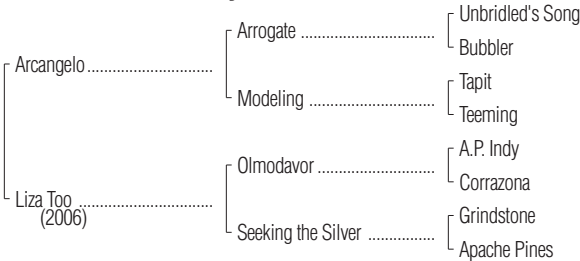 Unbridled's Song
Arrogate
Bubbler
Arcangelo
Tapit
Modeling
Teeming
A.P. Indy
Olmodavor
Corrazona
Liza Too
(2006)
Grindstone
Seeking the Silver
Apache Pines